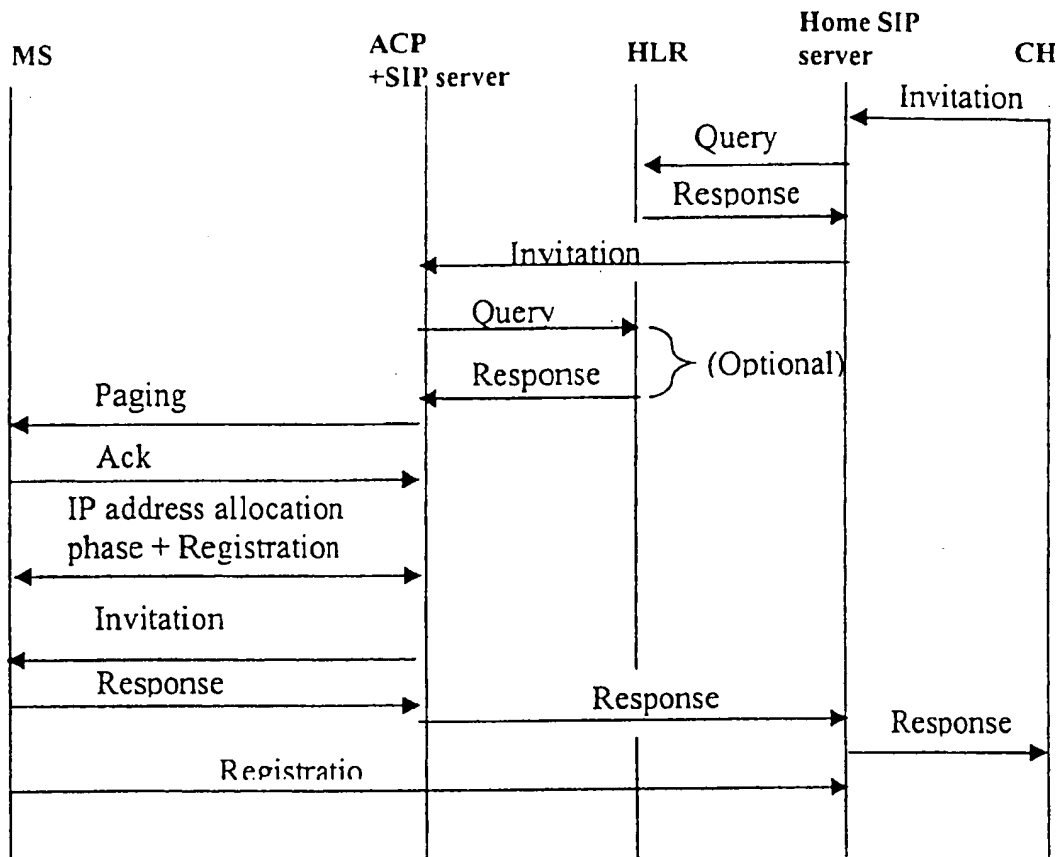 MS
ACP
+SIP server
HLR
Home SIP
server
CH
Invitation
Query
Response
Invitation
Query
(Optional)
Response
Paging
Ack
IP address allocation
phase + Registration
Invitation
Response
Response
Response
Registratio